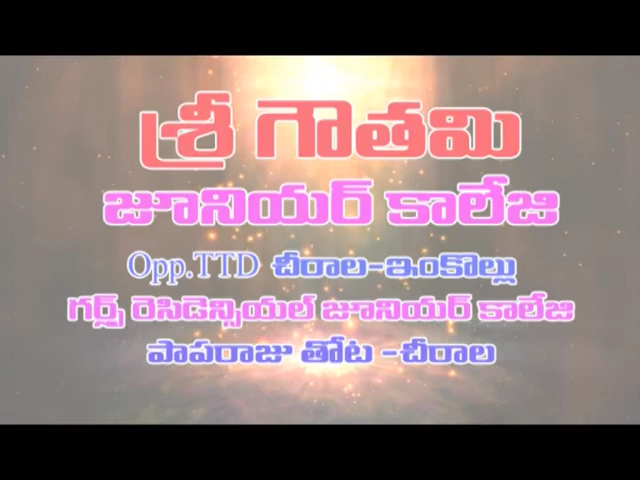 శ్రీ గౌతమి
జూనియర్ కాలేజి
Opp.TTD చీరాల-ఇంకొల్లు
గర్ల్స్ రెసిడెన్సియల్ జూనియర్ కాలేజి
పాపరాజు తోట -చీరాల